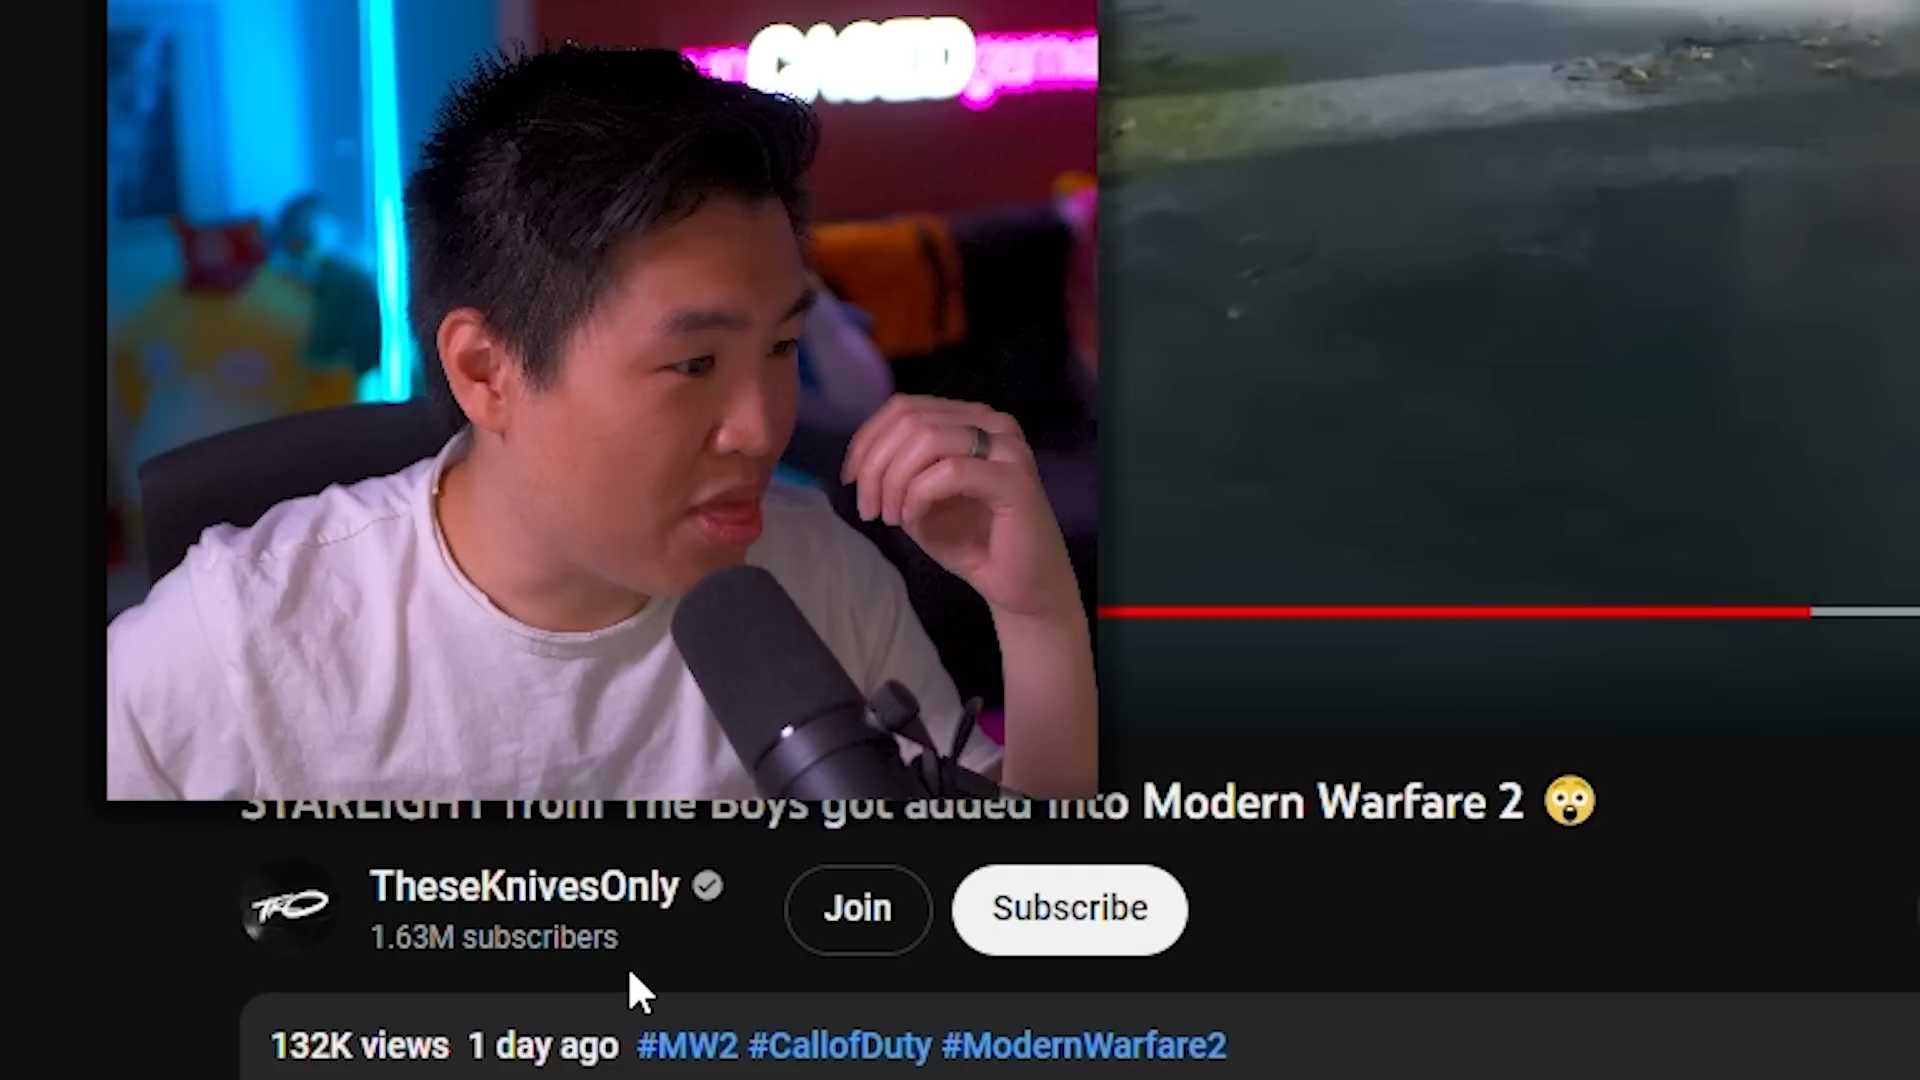 STARLIGHT from The Boys got added into Modern Warfare 2 😲
TheseKnivesOnly
1.63M subscribers
Join
Subscribe
TKO
132K views 1 day ago #MW2 #CallofDuty #ModernWarfare2